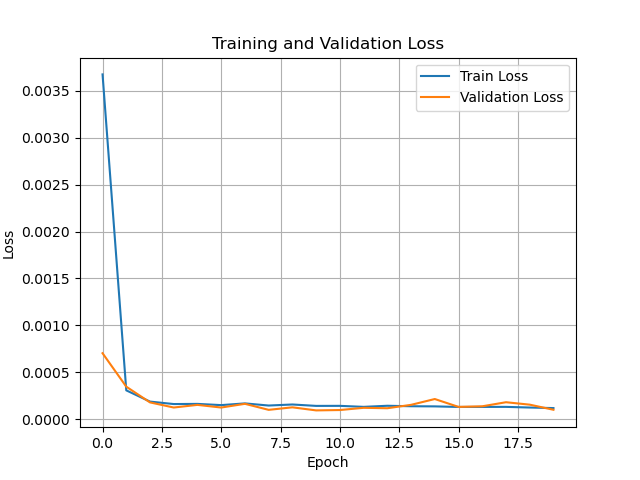 Training and Validation Loss
Train Loss
Validation Loss
0.0035
0.0030
0.0025
0.0020
0.0015
0.0010
0.0005
0.0000
Loss
0.0 2.5 5.0 7.5 10.0 12.5 15.0 17.5
Epoch